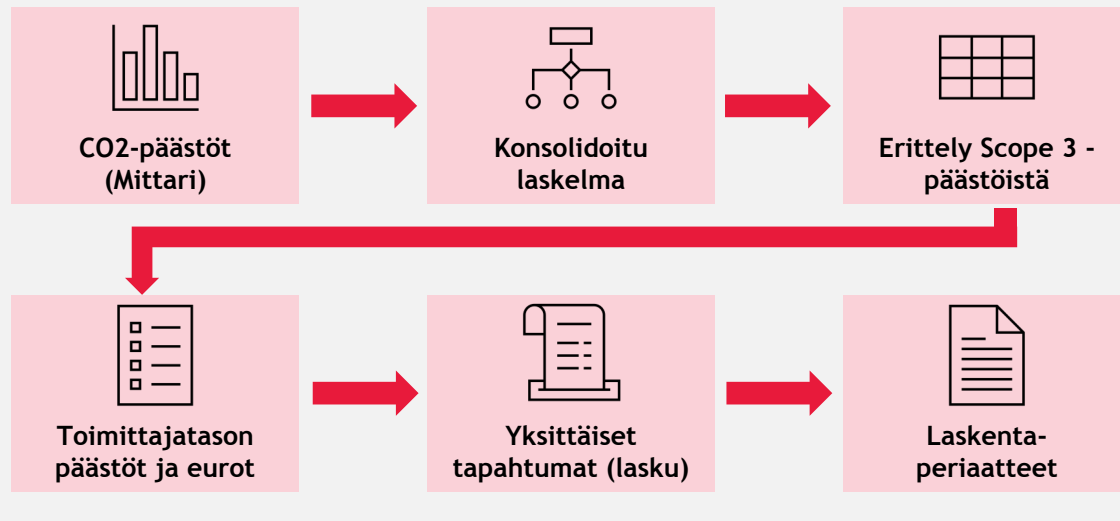 CO2-päästöt
(Mittari)
Konsolidoitu
laskelma
Erittely Scope 3 -
päästöistä
Toimittajatason
päästöt ja eurot
Yksittäiset
tapahtumat (lasku)
Laskenta-
periaatteet